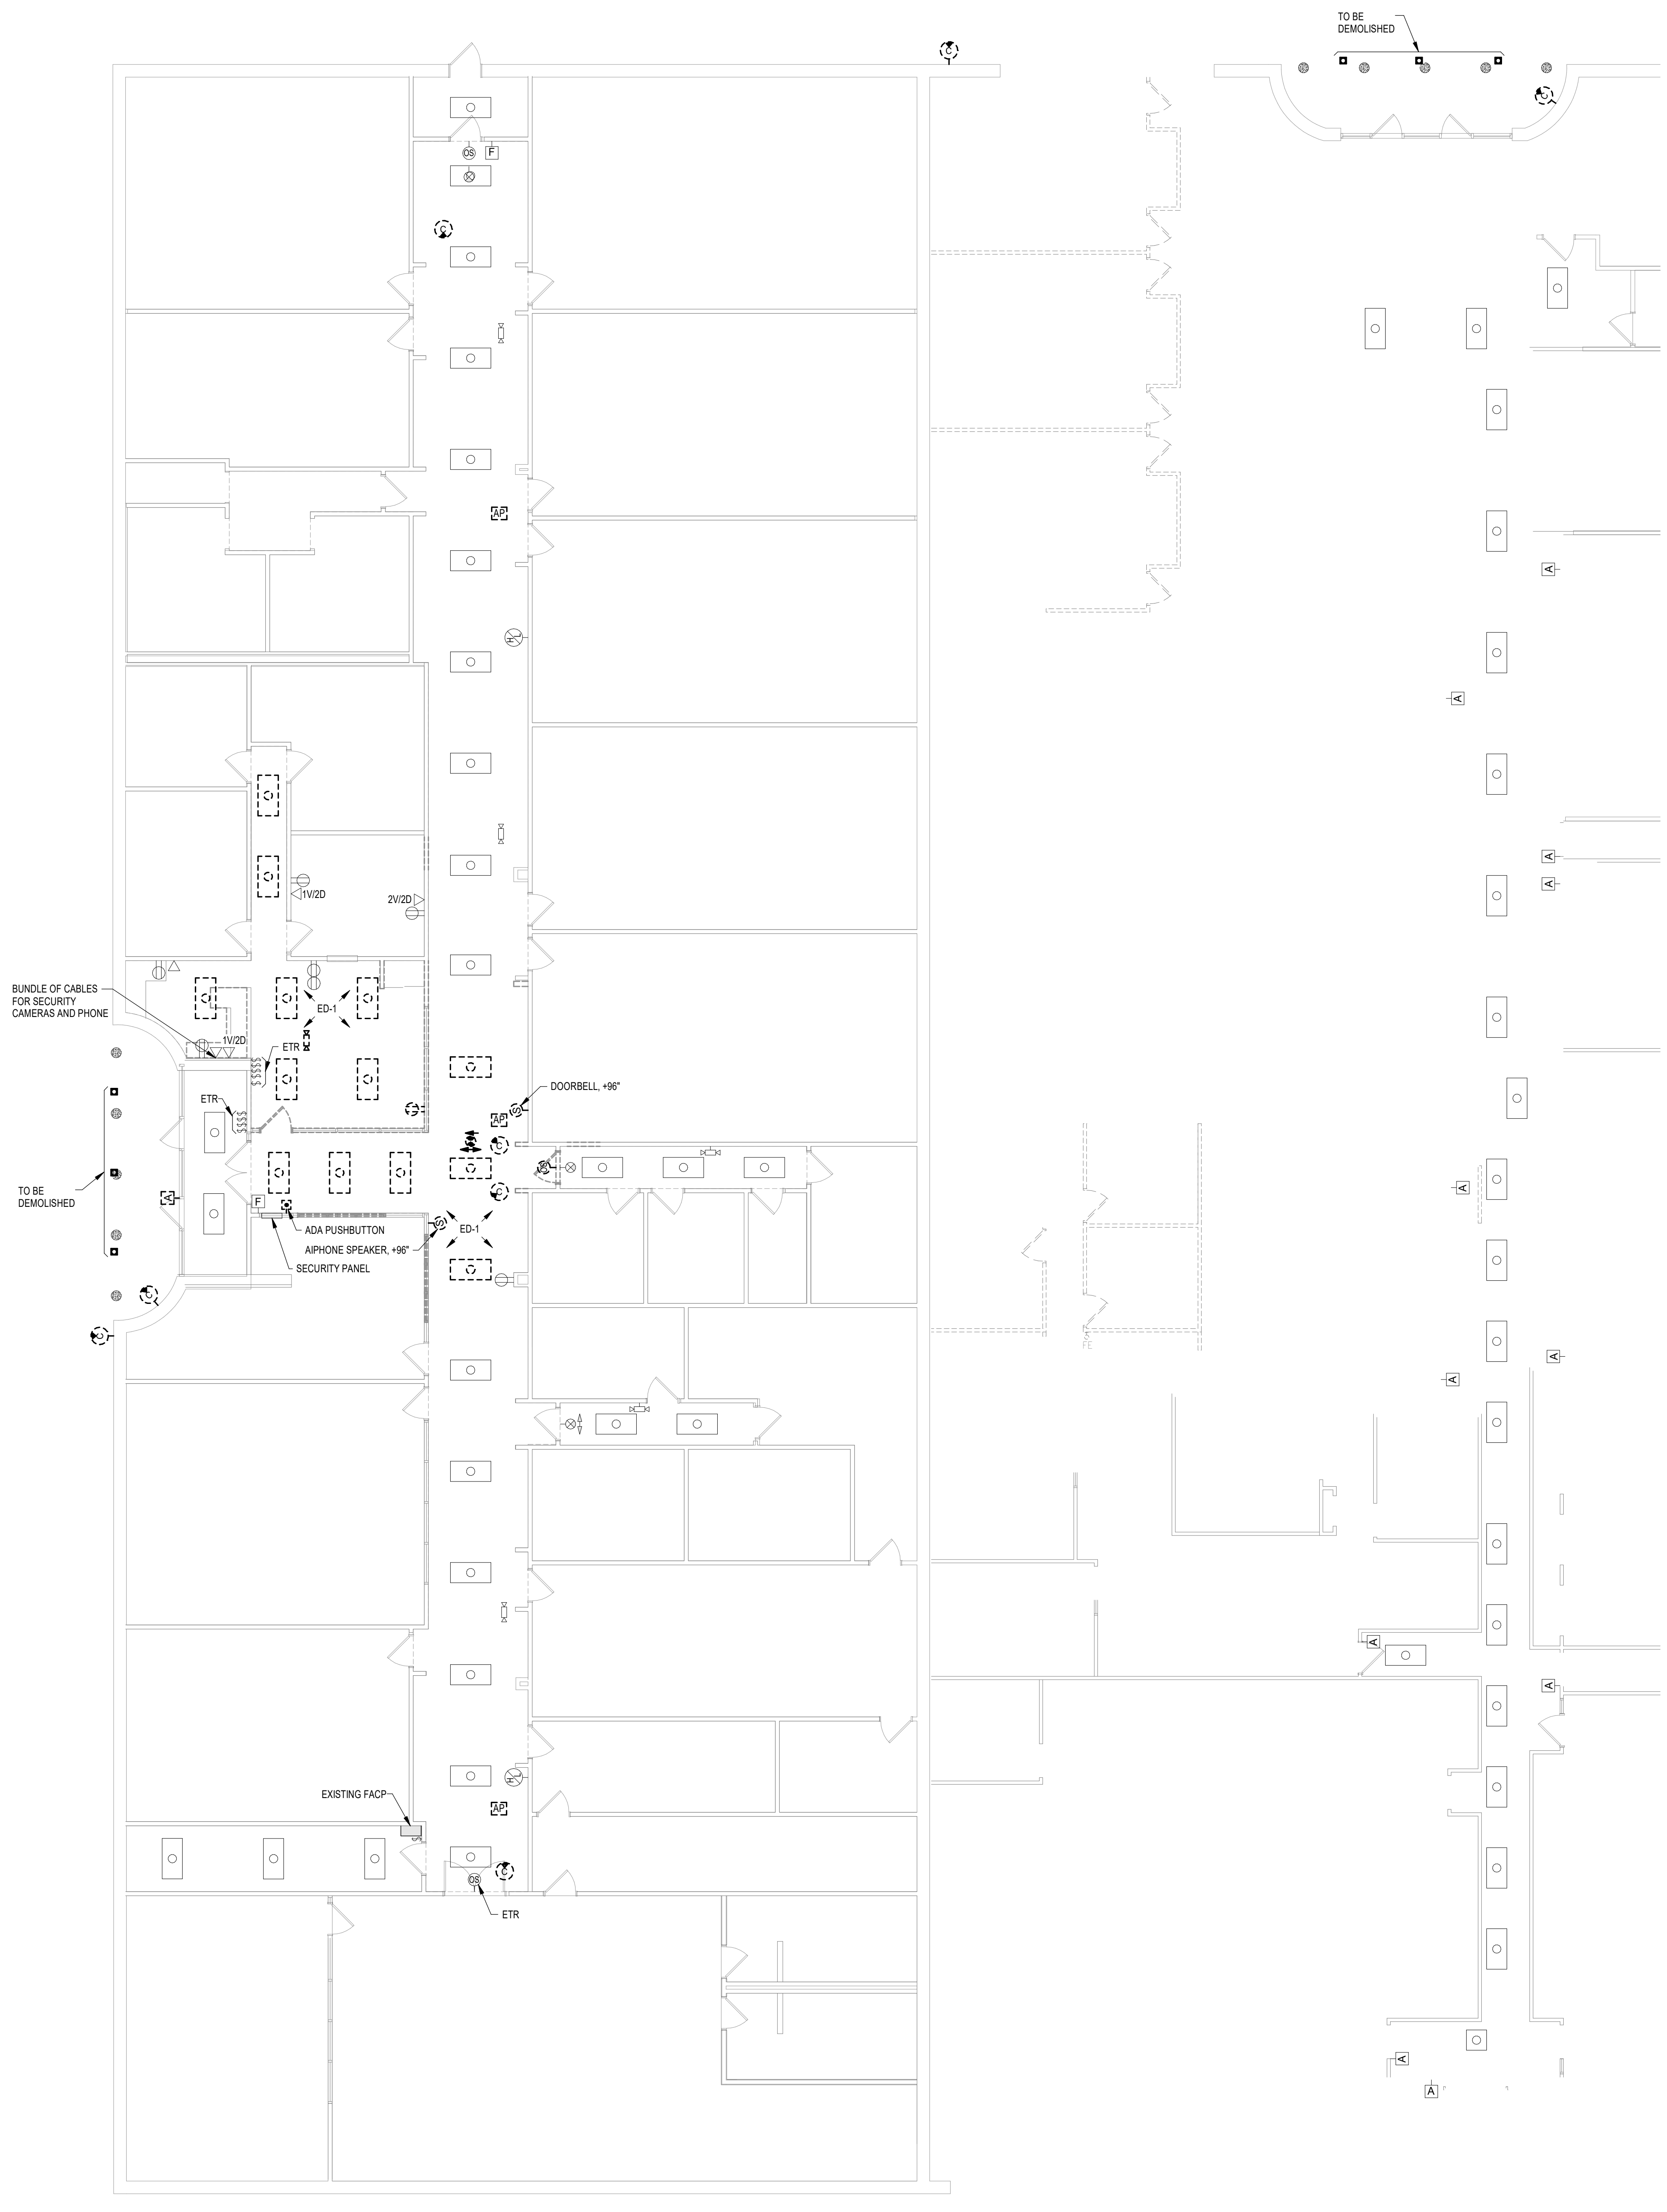 TO BE
DEMOLISHED
C
C
OS
F
C
AP
H
L
A
A
1V/2D
2V/2D
A
A
BUNDLE OF CABLES
FOR SECURITY
CAMERAS AND PHONE
ED-1
1V/2D
ETR
DOORBELL, +96"
S
ETR
AP
C
TO BE
DEMOLISHED
A
F
C
A
ADA PUSHBUTTON
S
ED-1
AIPHONE SPEAKER, +96"
SECURITY PANEL
C
C
S
FE
A
A
A
A
H
L
EXISTING FACP
AP
C
OS
ETR
A
A